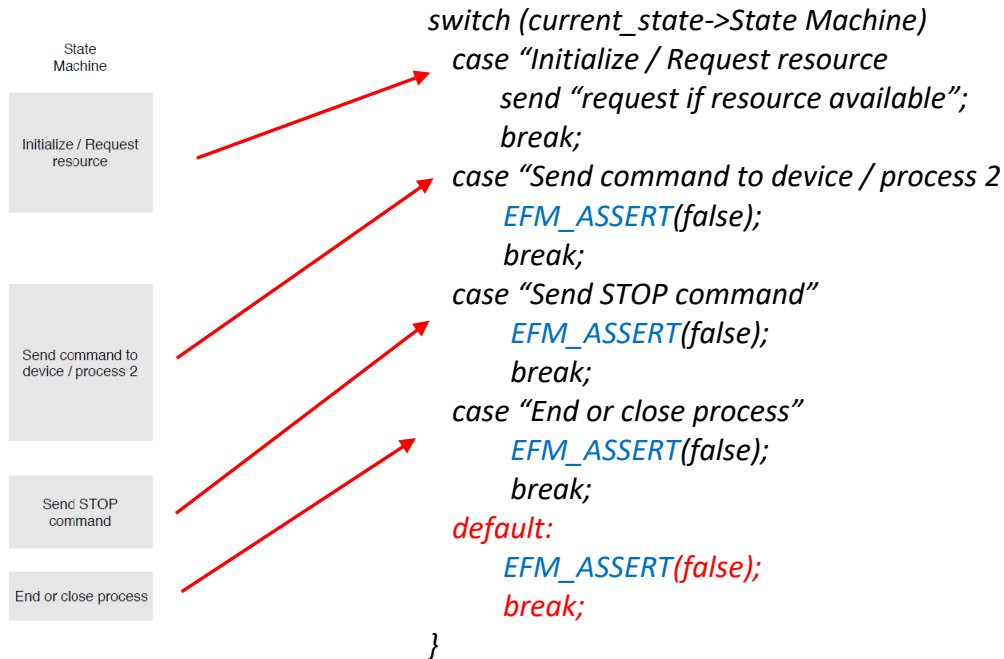 State
Machine
Initialize / Request
resource
Send command to
device / process 2
Send STOP
command
End or close process
switch (current_state->State Machine)
case “Initialize / Request resource
send “request if resource available”;
break;
case “Send command to device / process 2
EFM_ASSERT(false);
break;
case “Send STOP command”
EFM_ASSERT(false);
break;
case “End or close process”
EFM_ASSERT(false);
break;
default:
EFM_ASSERT(false);
break;
}